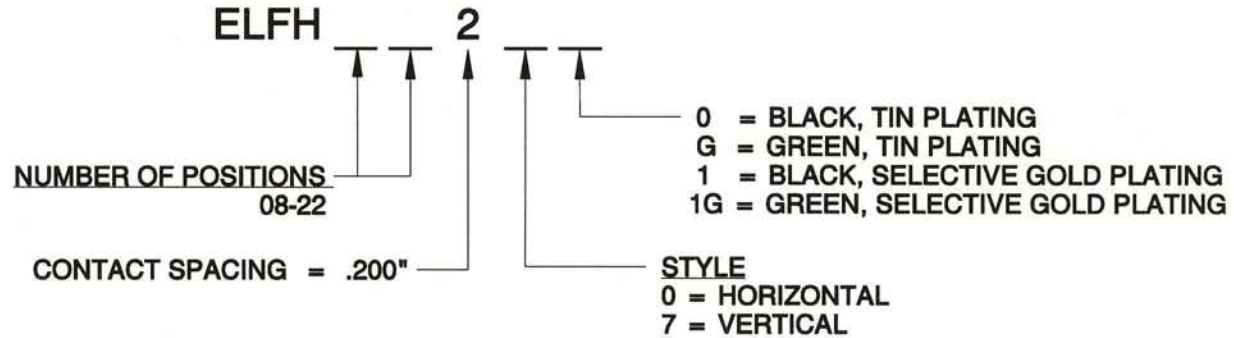 ELFH _ _ 2 _ _
0 = BLACK, TIN PLATING
G = GREEN, TIN PLATING
1 = BLACK, SELECTIVE GOLD PLATING
1G = GREEN, SELECTIVE GOLD PLATING
NUMBER OF POSITIONS
08-22
CONTACT SPACING = .200"
STYLE
0 = HORIZONTAL
7 = VERTICAL